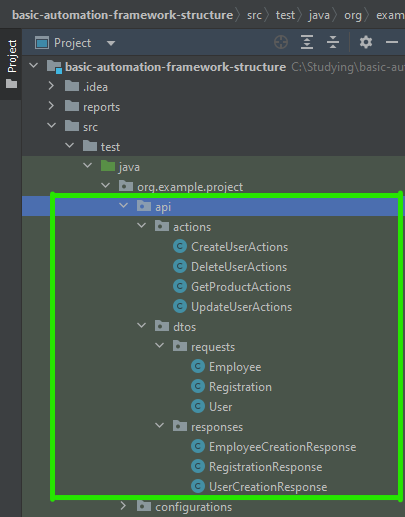 basic-automation-framework-structure src test java org exam
Project
Project
basic-automation-framework-structure C:\Studying\basic-au
.idea
reports
src
test
java
org.example.project
api
actions
CreateUserActions
DeleteUserActions
GetProductActions
UpdateUserActions
dtos
requests
Employee
Registration
User
responses
EmployeeCreationResponse
RegistrationResponse
UserCreationResponse
configurations